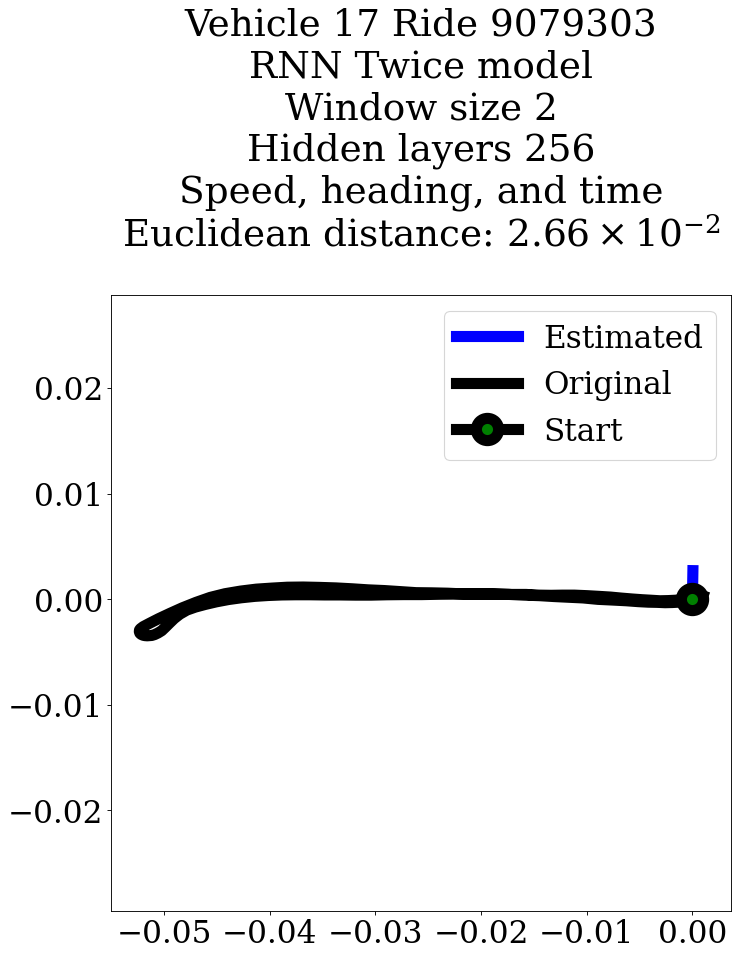 Vehicle 17 Ride 9079303
RNN Twice model
Window size 2
Hidden layers 256
Speed, heading, and time
Euclidean distance: 2.66 × 10⁻²
Estimated
Original
Start
0.02
0.01
0.00
−0.01
−0.02
−0.05 −0.04 −0.03 −0.02 −0.01 0.00